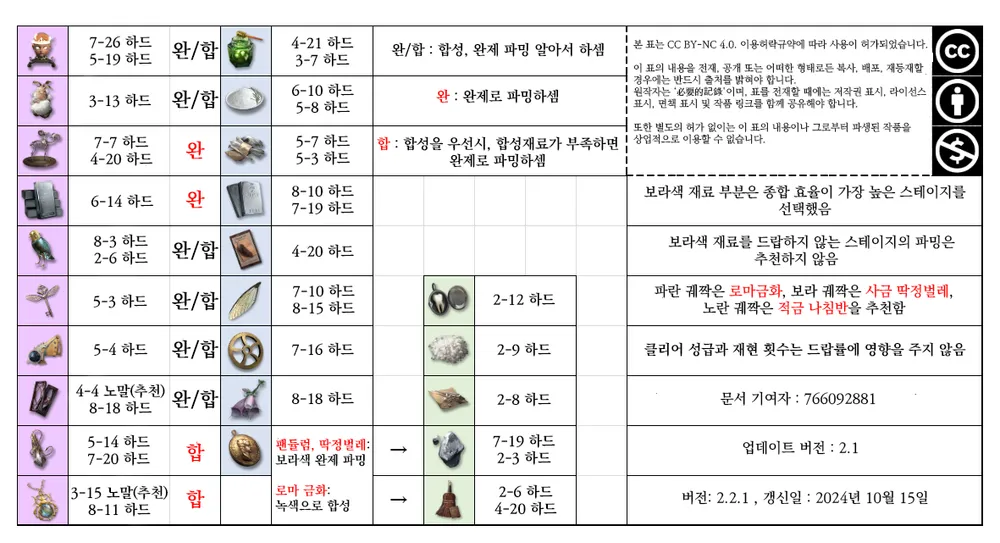 7-26 하드
5-19 하드
완/합
4-21 하드
3-7 하드
완/합 : 합성, 완제 파밍 알아서 하셈
본 표는 CC BY-NC 4.0. 이용허락규약에 따라 사용이 허가되었습니다.
이 표의 내용을 전재, 공개 또는 어떠한 형태로든 복사, 배포, 재등재할
경우에는 반드시 출처를 밝혀야 합니다.
원작자는 '必要的記錄'이며, 표를 전재할 때에는 저작권 표시, 라이선스
표시, 면책 표시 및 작품 링크를 함께 공유해야 합니다.
또한 별도의 허가 없이는 이 표의 내용이나 그로부터 파생된 작품을
상업적으로 이용할 수 없습니다.
CC
3-13 하드
완/합
6-10 하드
5-8 하드
완 : 완제로 파밍하셈
7-7 하드
4-20 하드
완
5-7 하드
5-3 하드
합 : 합성을 우선시, 합성재료가 부족하면
완제로 파밍하셈
6-14 하드
완
8-10 하드
7-19 하드
보라색 재료 부분은 종합 효율이 가장 높은 스테이지를
선택했음
8-3 하드
2-6 하드
완/합
4-20 하드
보라색 재료를 드랍하지 않는 스테이지의 파밍은
추천하지 않음
5-3 하드
완/합
7-10 하드
8-15 하드
2-12 하드
파란 궤짝은 로마금화, 보라 궤짝은 사금 딱정벌레,
노란 궤짝은 적금 나침반을 추천함
5-4 하드
완/합
7-16 하드
2-9 하드
클리어 성급과 재현 횟수는 드랍률에 영향을 주지 않음
4-4 노말(추천)
8-18 하드
완/합
8-18 하드
2-8 하드
문서 기여자 : 766092881
5-14 하드
7-20 하드
합
팬듈럼, 딱정벌레:
보라색 완제 파밍
→
7-19 하드
2-3 하드
업데이트 버전 : 2.1
3-15 노말(추천)
8-11 하드
합
로마 금화:
녹색으로 합성
→
2-6 하드
4-20 하드
버전: 2.2.1 , 갱신일 : 2024년 10월 15일